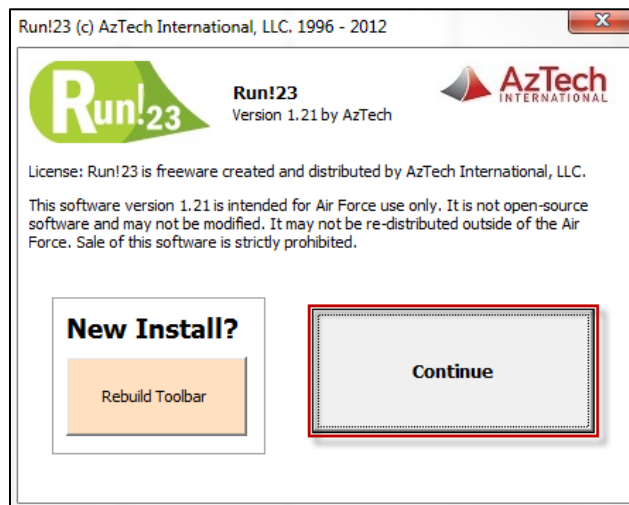 Run!23 (c) AzTech International, LLC. 1996 - 2012
Run!23
Run!23
Version 1.21 by AzTech
AzTech
INTERNATIONAL
License: Run!23 is freeware created and distributed by AzTech International, LLC.
This software version 1.21 is intended for Air Force use only. It is not open-source
software and may not be modified. It may not be re-distributed outside of the Air
Force. Sale of this software is strictly prohibited.
New Install?
Rebuild Toolbar
Continue